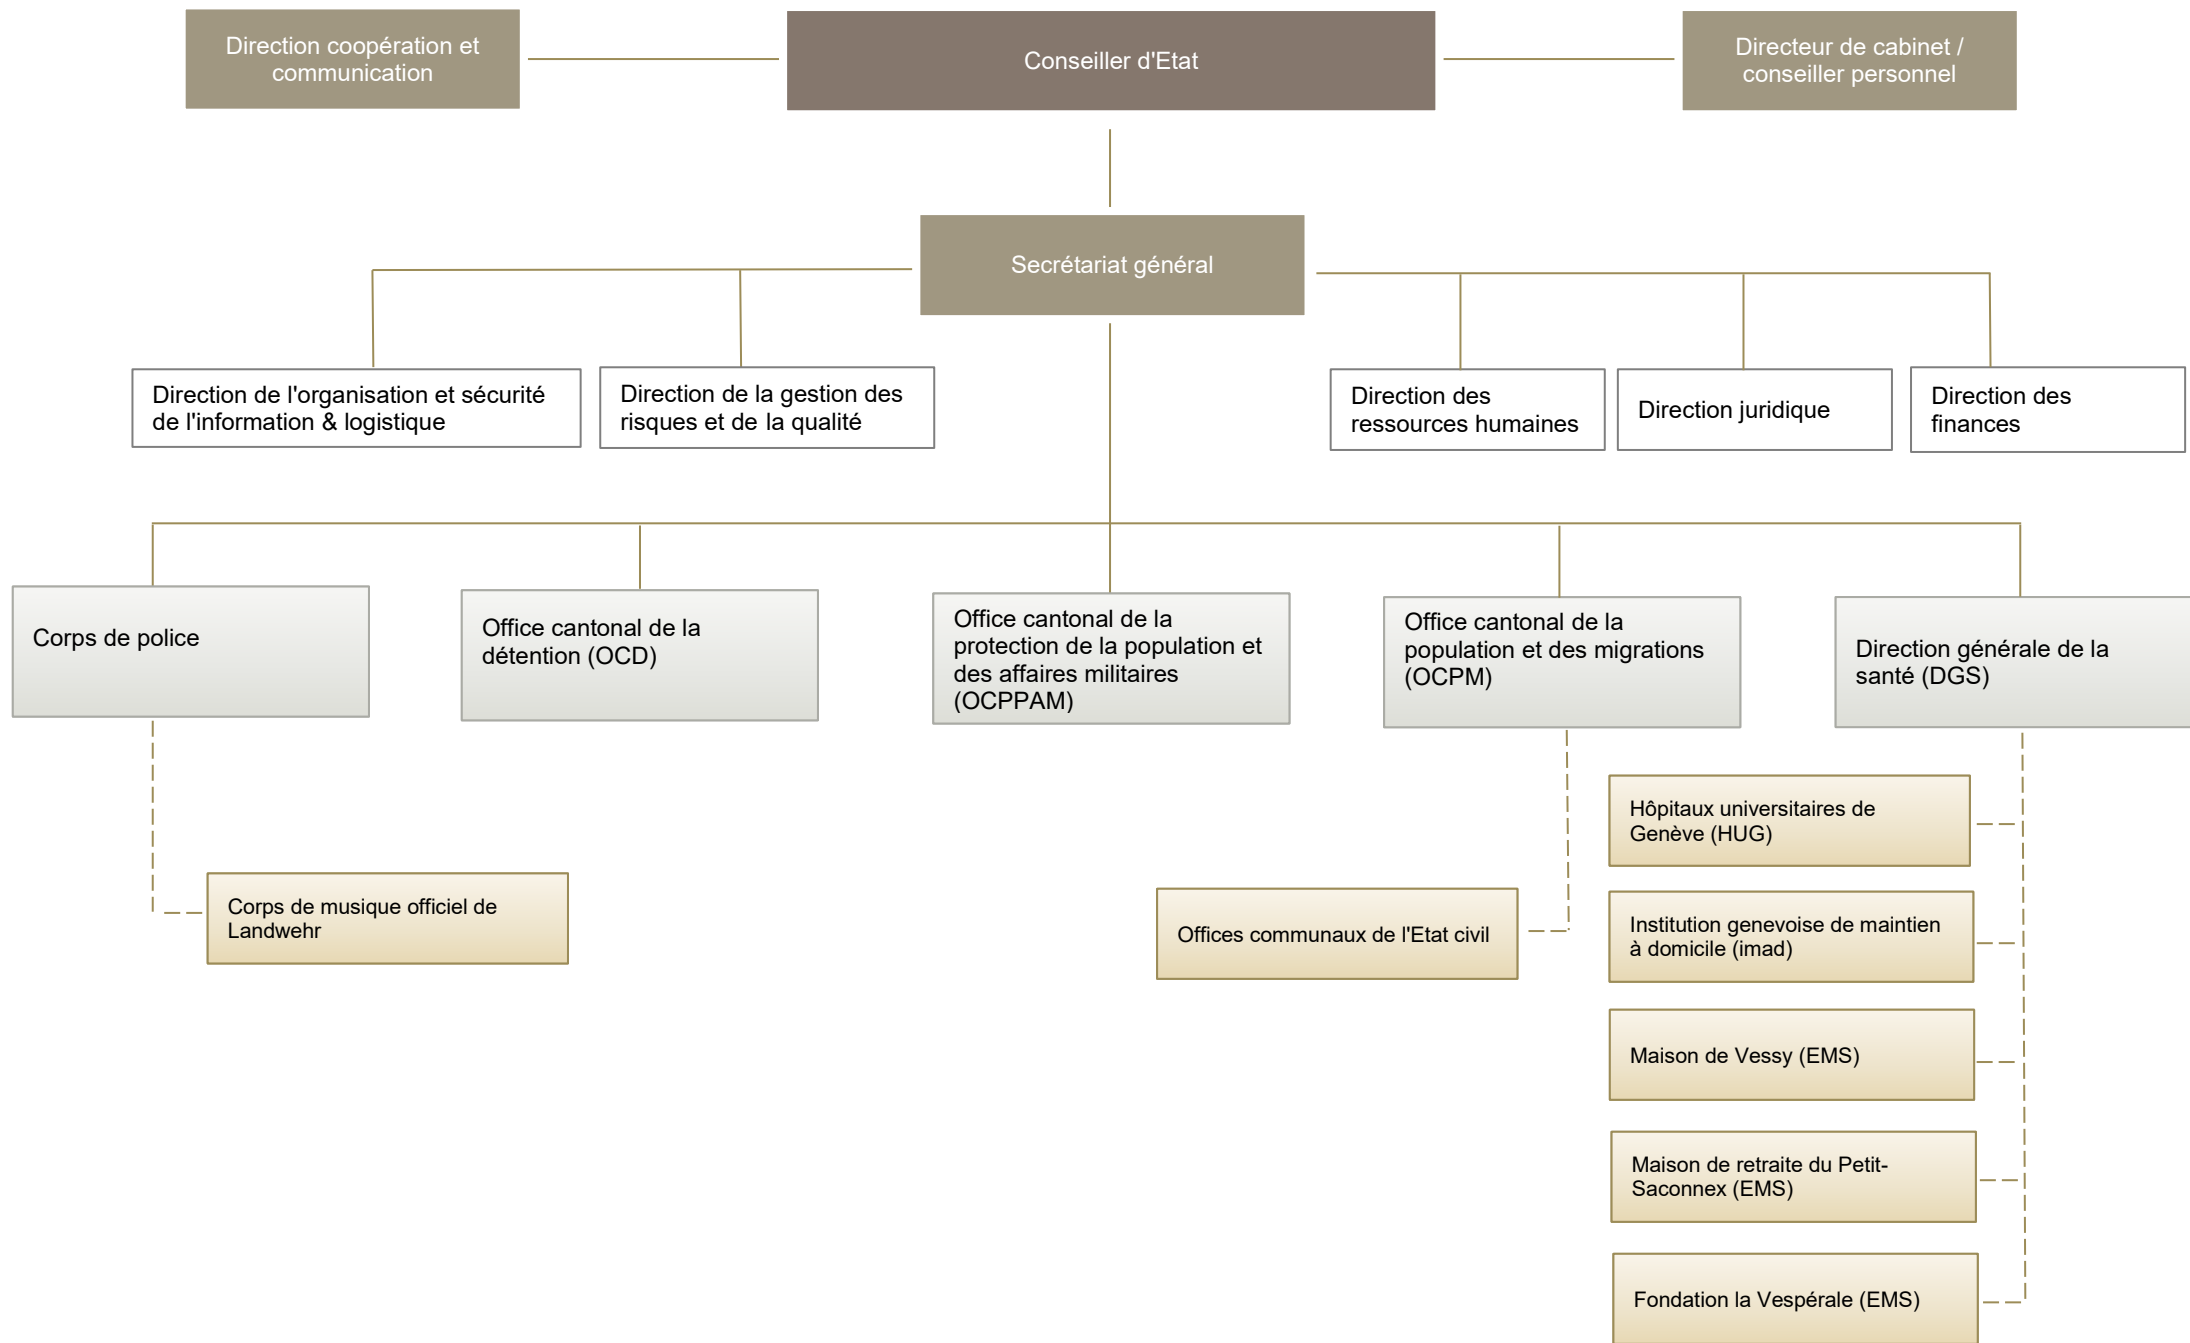 Direction coopération et
communication
Conseiller d'Etat
Directeur de cabinet /
conseiller personnel
Secrétariat général
Direction de l'organisation et sécurité
de l'information & logistique
Direction de la gestion des
risques et de la qualité
Direction des
ressources humaines
Direction juridique
Direction des
finances
Corps de police
Office cantonal de la
détention (OCD)
Office cantonal de la
protection de la population et
des affaires militaires
(OCPPAM)
Office cantonal de la
population et des migrations
(OCPM)
Direction générale de la
santé (DGS)
Corps de musique officiel de
Landwehr
Offices communaux de l'Etat civil
Hôpitaux universitaires de
Genève (HUG)
Institution genevoise de maintien
à domicile (imad)
Maison de Vessy (EMS)
Maison de retraite du Petit-
Saconnex (EMS)
Fondation la Vespérale (EMS)